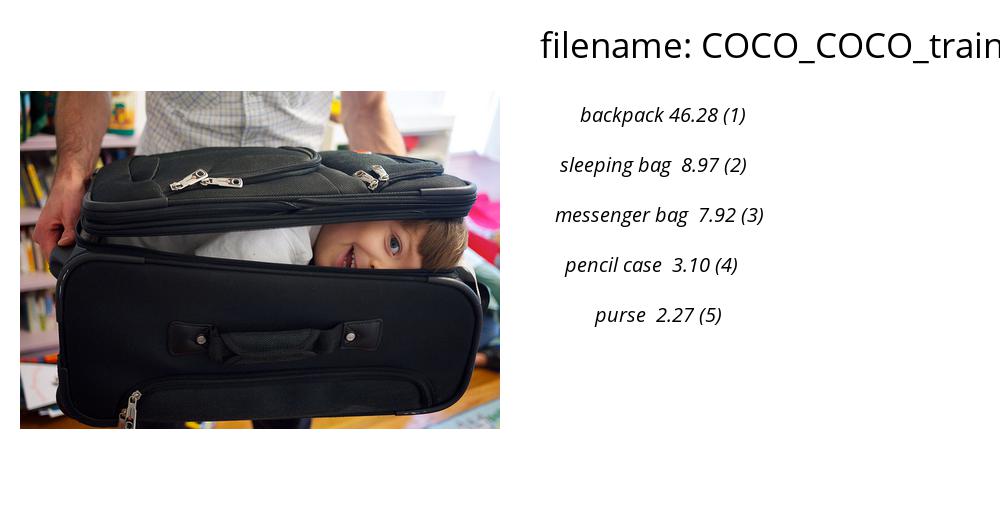 filename: COCO_COCO_train
backpack 46.28 (1)
sleeping bag 8.97 (2)
messenger bag 7.92 (3)
pencil case 3.10 (4)
purse 2.27 (5)